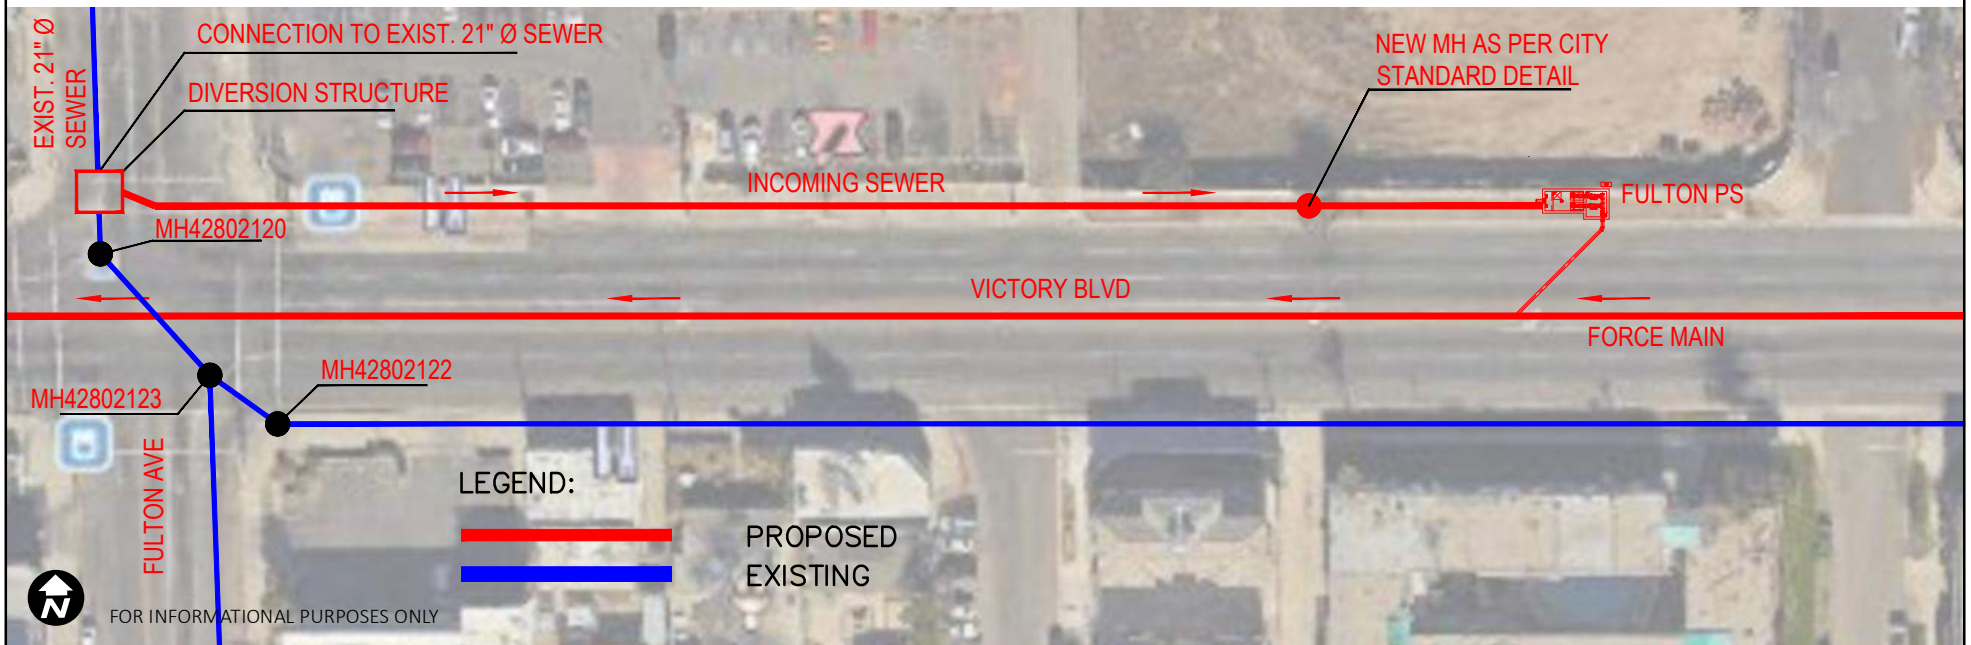 EXIST. 21" Ø
SEWER
CONNECTION TO EXIST. 21" Ø SEWER
DIVERSION STRUCTURE
NEW MH AS PER CITY
STANDARD DETAIL
INCOMING SEWER
FULTON PS
MH42802120
VICTORY BLVD
FORCE MAIN
MH42802122
MH42802123
FULTON AVE
LEGEND:
PROPOSED
EXISTING
N
FOR INFORMATIONAL PURPOSES ONLY